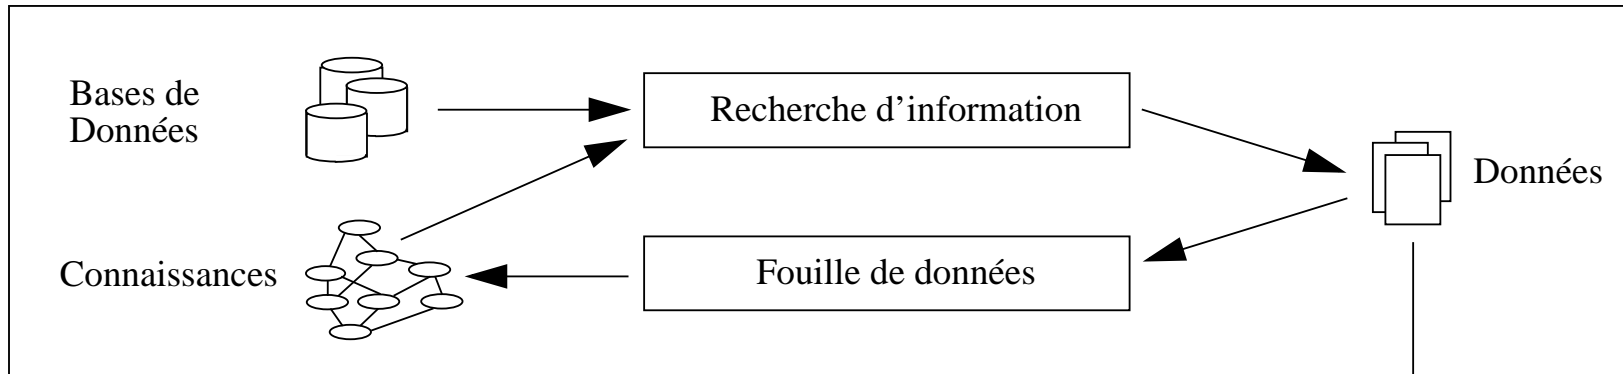 Bases de
Données
Recherche d’information
Données
Connaissances
Fouille de données